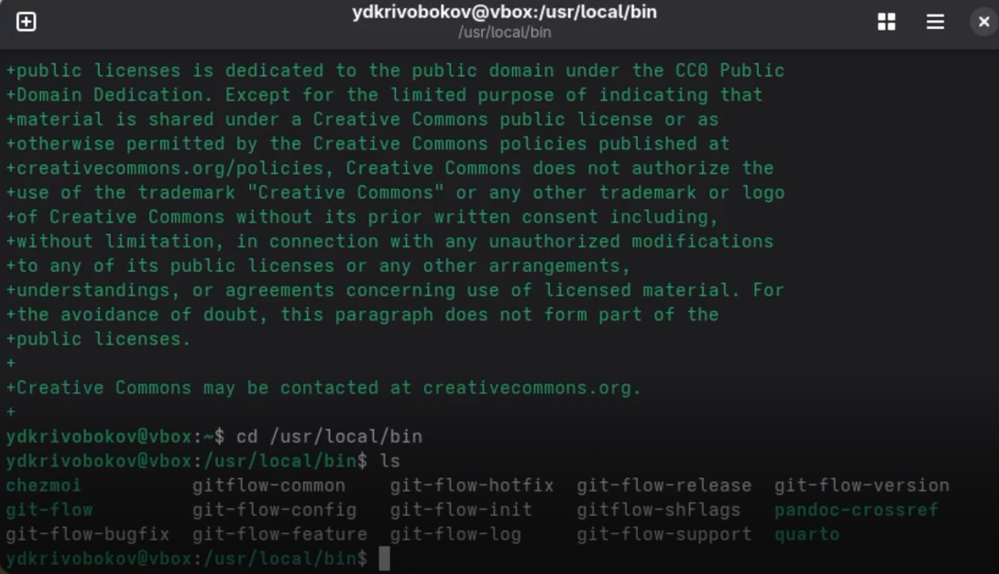 ydkrivobokov@vbox:/usr/local/bin
/usr/local/bin
+public licenses is dedicated to the public domain under the CC0 Public
+Domain Dedication. Except for the limited purpose of indicating that
+material is shared under a Creative Commons public license or as
+otherwise permitted by the Creative Commons policies published at
+creativecommons.org/policies, Creative Commons does not authorize the
+use of the trademark "Creative Commons" or any other trademark or logo
+of Creative Commons without its prior written consent including,
+without limitation, in connection with any unauthorized modifications
+to any of its public licenses or any other arrangements,
+understandings, or agreements concerning use of licensed material. For
+the avoidance of doubt, this paragraph does not form part of the
+public licenses.
+
+Creative Commons may be contacted at creativecommons.org.
+
ydkrivobokov@vbox:~$ cd /usr/local/bin
ydkrivobokov@vbox:/usr/local/bin$ ls
chezmoi gitflow-common git-flow-hotfix git-flow-release git-flow-version
git-flow gitflow-config git-flow-init gitflow-shFlags pandoc-crossref
git-flow-bugfix git-flow-feature git-flow-log git-flow-support quarto
ydkrivobokov@vbox:/usr/local/bin$